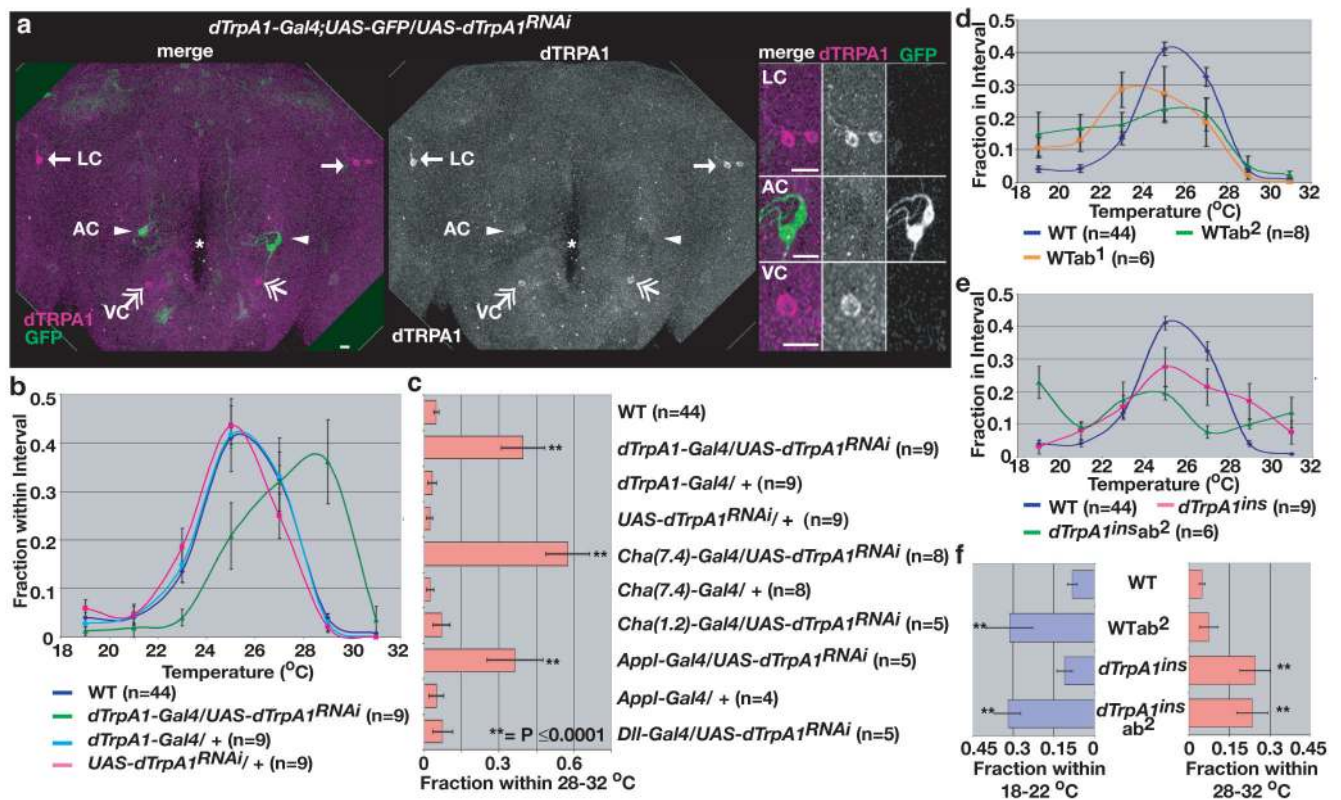 a
dTrpA1-Gal4;UAS-GFP/UAS-dTrpA1RNAi
merge
dTRPA1
merge dTRPA1 GFP
LC
LC
AC
AC
AC
*
*
VC
VC
VC
dTRPA1
GFP
dTRPA1
b
Fraction within Interval
0.5
0.4
0.3
0.2
0.1
0
18 20 22 24 26 28 30 32
Temperature (oC)
WT (n=44)
dTrpA1-Gal4/UAS-dTrpA1RNAi (n=9)
dTrpA1-Gal4/ + (n=9)
UAS-dTrpA1RNAi/ + (n=9)
c
WT (n=44)
** dTrpA1-Gal4/UAS-dTrpA1RNAi (n=9)
dTrpA1-Gal4/ + (n=9)
UAS-dTrpA1RNAi/ + (n=9)
** Cha(7.4)-Gal4/UAS-dTrpA1RNAi (n=8)
Cha(7.4)-Gal4/ + (n=8)
Cha(1.2)-Gal4/UAS-dTrpA1RNAi (n=5)
** Appl-Gal4/UAS-dTrpA1RNAi (n=5)
Appl-Gal4/ + (n=4)
**= P ≤0.0001 Dll-Gal4/UAS-dTrpA1RNAi (n=5)
0 0.3 0.6
Fraction within 28-32 oC
d
Fraction in Interval
0.5
0.4
0.3
0.2
0.1
0
18 20 22 24 26 28 30 32
Temperature (oC)
WT (n=44) WTab2 (n=8)
WTab1 (n=6)
e
Fraction in Interval
0.5
0.4
0.3
0.2
0.1
0
18 20 22 24 26 28 30 32
Temperature (oC)
WT (n=44) dTrpA1ins (n=9)
dTrpA1insab2 (n=6)
f
WT
** WTab2
dTrpA1ins **
** dTrpA1ins **
ab2
0.45 0.3 0.15 0 0 0.15 0.3 0.45
Fraction within Fraction within
18-22 oC 28-32 oC